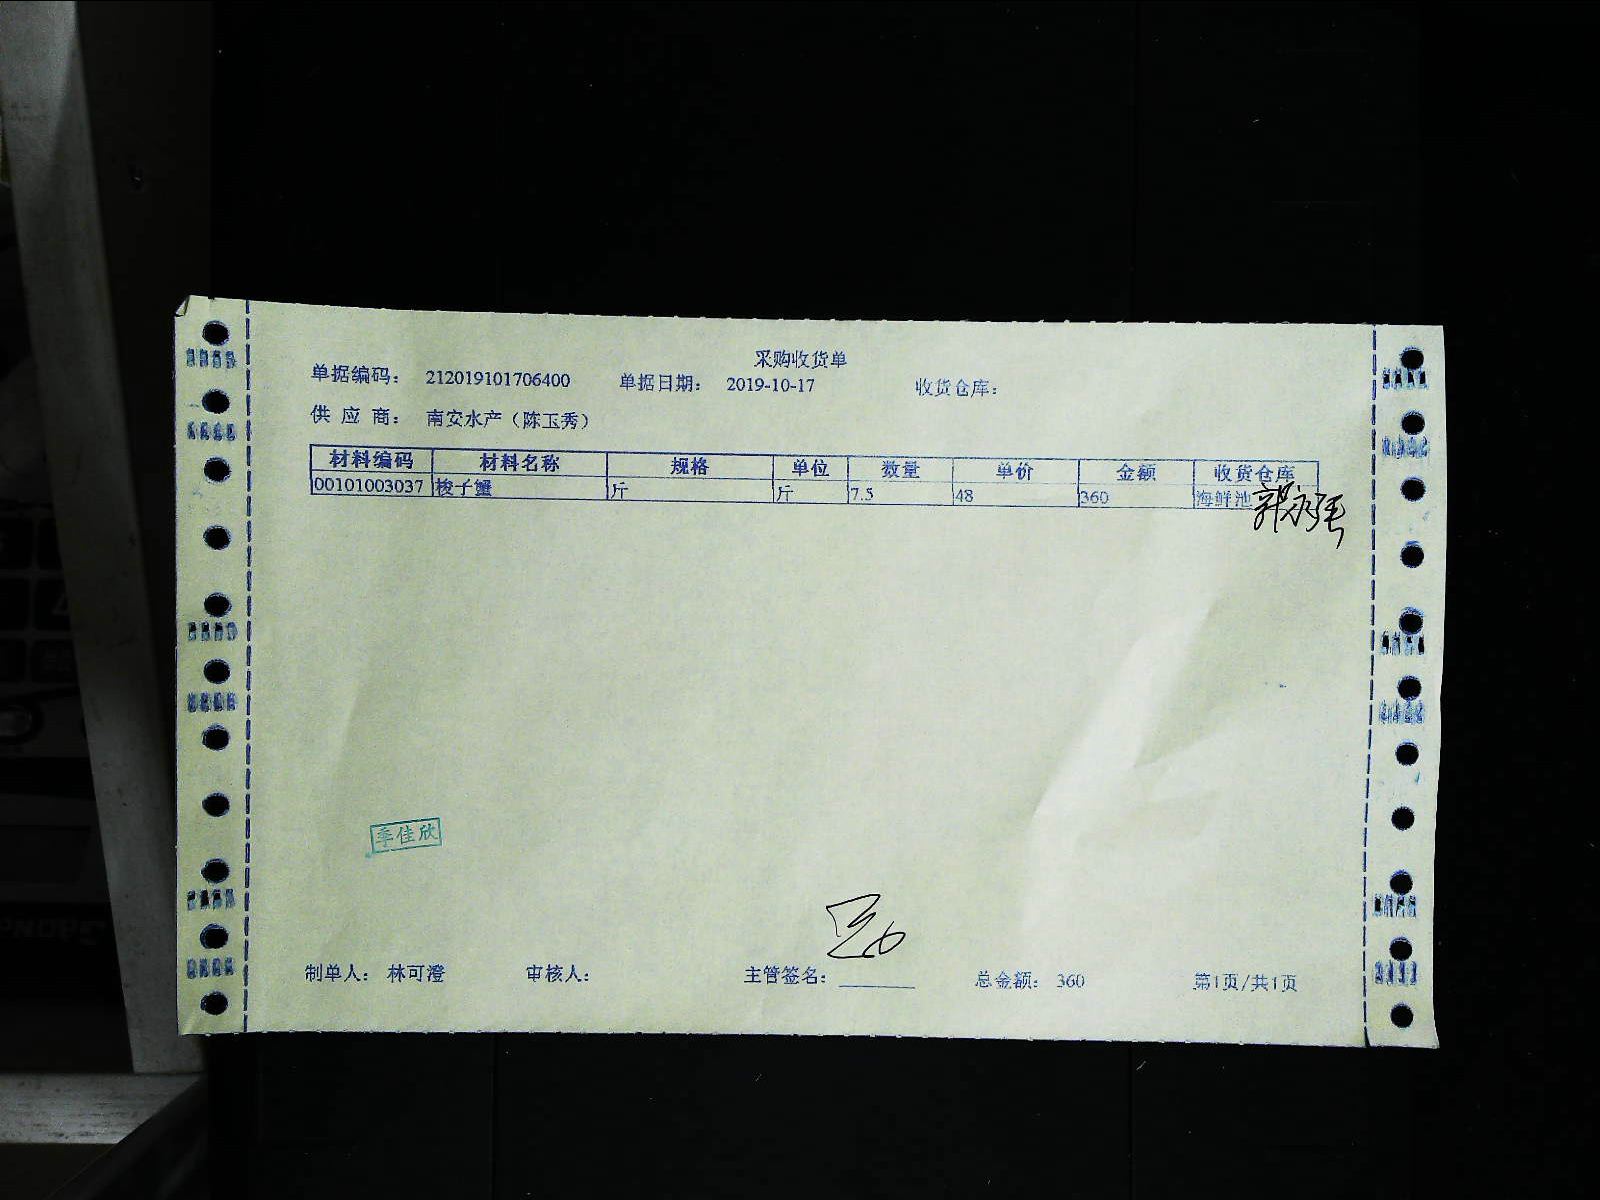 采购收货单
单据编码: 212019101706400 单据日期: 2019-10-17 收货仓库:
供 应 商: 南安水产 (陈玉秀)
材料编码 材料名称 规格 单位 数量 单价 金额 收货仓库
00101003037 梭子蟹 斤 斤 7.5 48 360 海鲜池
季佳欣
制单人: 林可澄 审核人: 主管签名: 总金额: 360 第1页/共1页